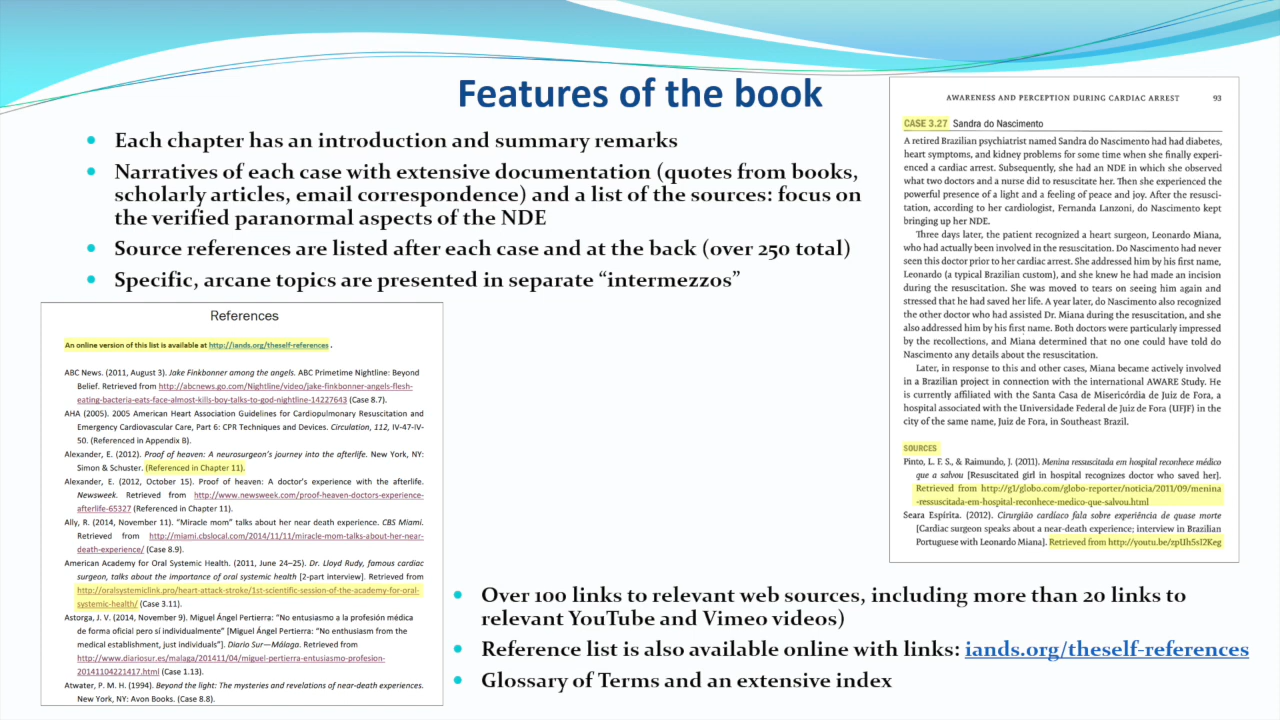 Features of the book
• Each chapter has an introduction and summary remarks
• Narratives of each case with extensive documentation (quotes from books,
scholarly articles, email correspondence) and a list of the sources: focus on
the verified paranormal aspects of the NDE
• Source references are listed after each case and at the back (over 250 total)
• Specific, arcane topics are presented in separate “intermezzos”
References
An online version of this list is available at http://iands.org/theself-references .
ABC News. (2011, August 3). Jake Finkbonner among the angels. ABC Primetime Nightline: Beyond
Belief. Retrieved from http://abcnews.go.com/Nightline/video/jake-finkbonner-angels-flesh-
eating-bacteria-eats-face-almost-kills-boy-talks-to-god-nightline-14227643 (Case 8.7).
AHA (2005). 2005 American Heart Association Guidelines for Cardiopulmonary Resuscitation and
Emergency Cardiovascular Care, Part 6: CPR Techniques and Devices. Circulation, 112, IV-47-IV-
50. (Referenced in Appendix B).
Alexander, E. (2012). Proof of heaven: A neurosurgeon’s journey into the afterlife. New York, NY:
Simon & Schuster. (Referenced in Chapter 11).
Alexander, E. (2012, October 15). Proof of heaven: A doctor’s experience with the afterlife.
Newsweek. Retrieved from http://www.newsweek.com/proof-heaven-doctors-experience-
afterlife-65327 (Referenced in Chapter 11).
Ally, R. (2014, November 11). “Miracle mom” talks about her near death experience. CBS Miami.
Retrieved from http://miami.cbslocal.com/2014/11/11/miracle-mom-talks-about-her-near-
death-experience/ (Case 8.9).
American Academy for Oral Systemic Health. (2011, June 24–25). Dr. Lloyd Rudy, famous cardiac
surgeon, talks about the importance of oral systemic health [2-part interview]. Retrieved from
http://oralsystemiclink.pro/heart-attack-stroke/1st-scientific-session-of-the-academy-for-oral-
systemic-health/ (Case 3.11).
Astorga, J. V. (2014, November 9). Miguel Ángel Pertierra: “No entusiasmo a la profesión médica
de forma oficial pero sí individualmente” [Miguel Ángel Pertierra: “No enthusiasm from the
medical establishment, just individuals”]. Diario Sur—Málaga. Retrieved from
http://www.diariosur.es/malaga/201411/04/miguel-pertierra-entusiasmo-profesion-
20141104221417.html (Case 1.13).
Atwater, P. M. H. (1994). Beyond the light: The mysteries and revelations of near-death experiences.
New York, NY: Avon Books. (Case 8.8).
AWARENESS AND PERCEPTION DURING CARDIAC ARREST 93
CASE 3.27 Sandra do Nascimento
A retired Brazilian psychiatrist named Sandra do Nascimento had had diabetes,
heart symptoms, and kidney problems for some time when she finally experi-
enced a cardiac arrest. Subsequently, she had an NDE in which she observed
what two doctors and a nurse did to resuscitate her. Then she experienced the
powerful presence of a light and a feeling of peace and joy. After the resusci-
tation, according to her cardiologist, Fernanda Lanzoni, do Nascimento kept
bringing up her NDE.
Three days later, the patient recognized a heart surgeon, Leonardo Miana,
who had actually been involved in the resuscitation. Do Nascimento had never
seen this doctor prior to her cardiac arrest. She addressed him by his first name,
Leonardo (a typical Brazilian custom), and she knew he had made an incision
during the resuscitation. She was moved to tears on seeing him again and
stressed that he had saved her life. A year later, do Nascimento also recognized
the other doctor who had assisted Dr. Miana during the resuscitation, and she
also addressed him by his first name. Both doctors were particularly impressed
by the recollections, and Miana determined that no one could have told do
Nascimento any details about the resuscitation.
Later, in response to this and other cases, Miana became actively involved
in a Brazilian project in connection with the international AWARE Study. He
is currently affiliated with the Santa Casa de Misericórdia de Juiz de Fora, a
hospital associated with the Universidade Federal de Juiz de Fora (UFJF) in the
city of the same name, Juiz de Fora, in Southeast Brazil.
SOURCES
Pinto, L. F. S., & Raimundo, J. (2011). Menina ressuscitada em hospital reconhece médico
que a salvou [Resuscitated girl in hospital recognizes doctor who saved her].
Retrieved from http://g1/globo.com/globo-reporter/noticia/2011/09/menina
-ressuscitada-em-hospital-reconhece-medico-que-salvou.html
Seara Espírita. (2012). Cirurgião cardíaco fala sobre experiência de quase morte
[Cardiac surgeon speaks about a near-death experience; interview in Brazilian
Portuguese with Leonardo Miana]. Retrieved from http://youtu.be/zpUh5sI2Keg
• Over 100 links to relevant web sources, including more than 20 links to
relevant YouTube and Vimeo videos)
• Reference list is also available online with links: iands.org/theself-references
• Glossary of Terms and an extensive index